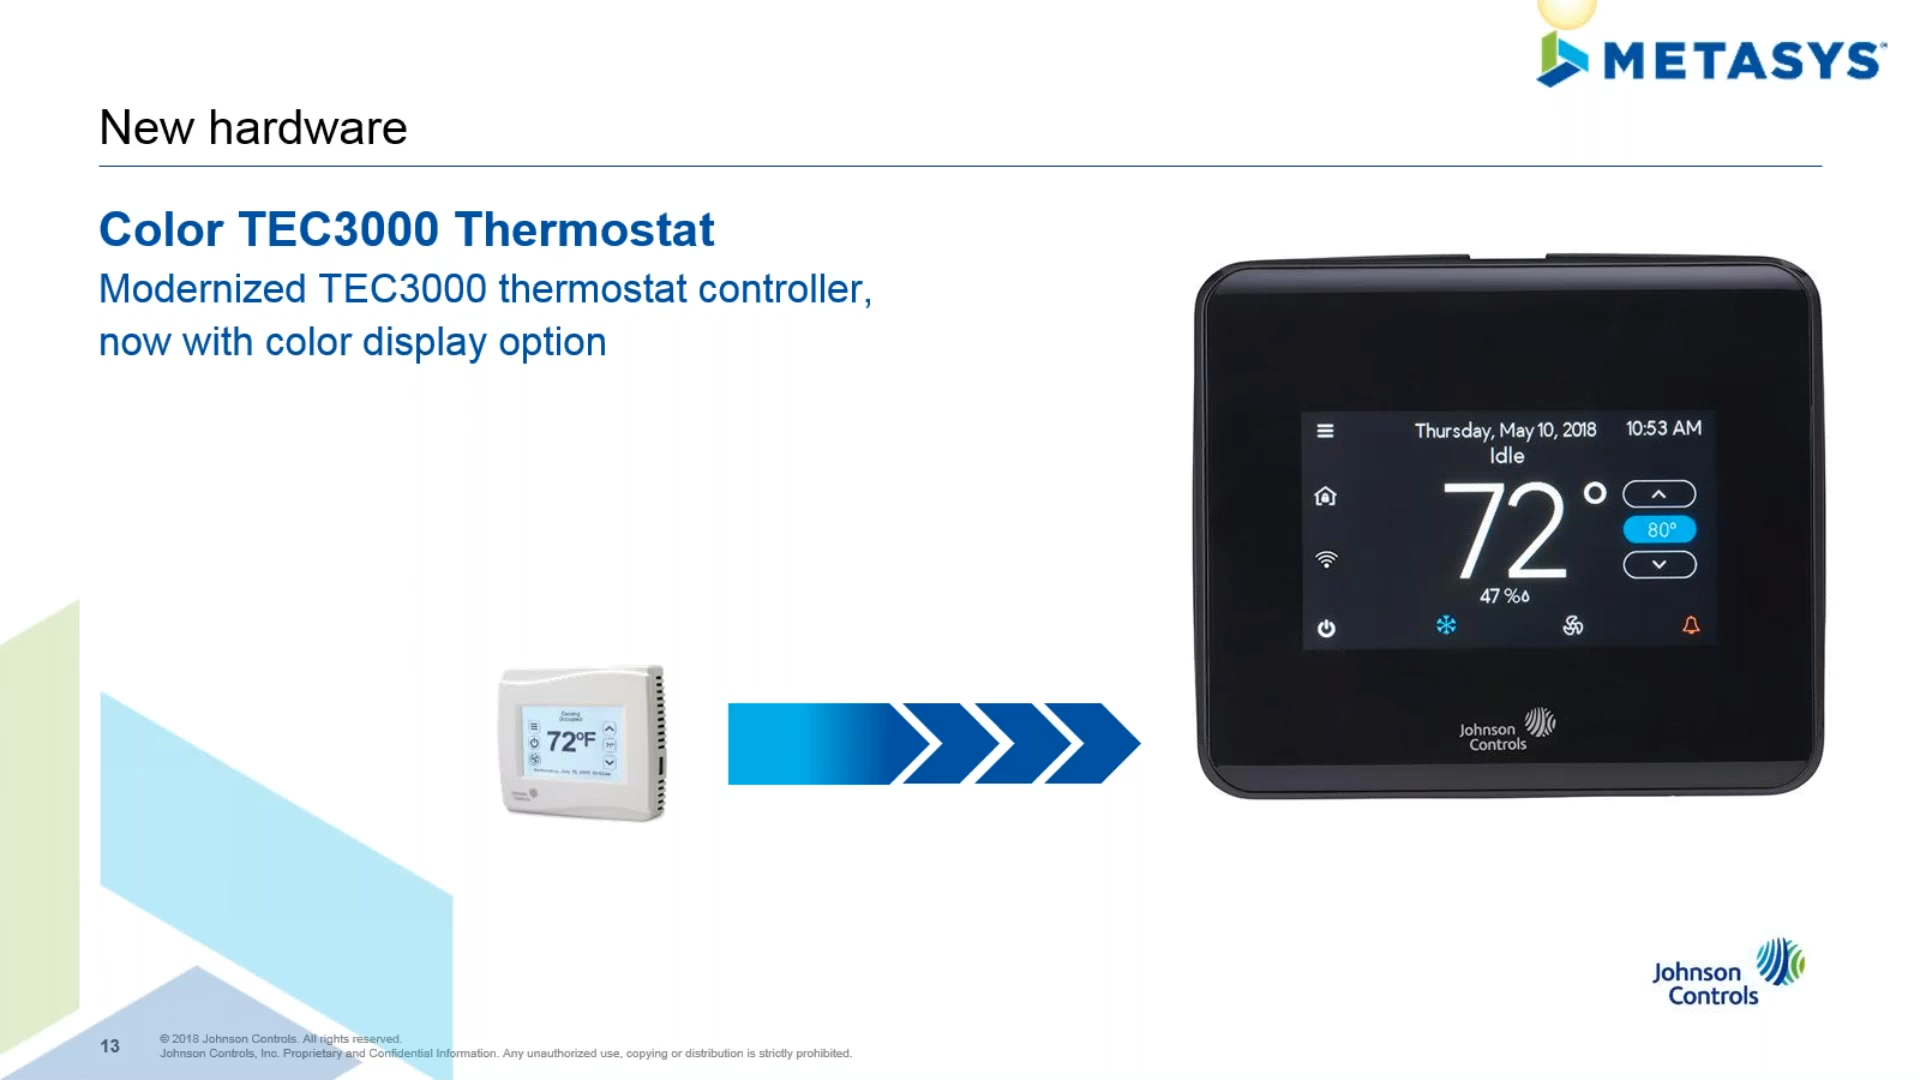 METASYS
New hardware
Color TEC3000 Thermostat
Modernized TEC3000 thermostat controller,
now with color display option
Thursday, May 10, 2018 10:53 AM
Idle
72°
80°
47 %
Johnson
Controls
72°F
Johnson
Controls
13
© 2018 Johnson Controls. All rights reserved.
Johnson Controls, Inc. Proprietary and Confidential Information. Any unauthorized use, copying or distribution is strictly prohibited.